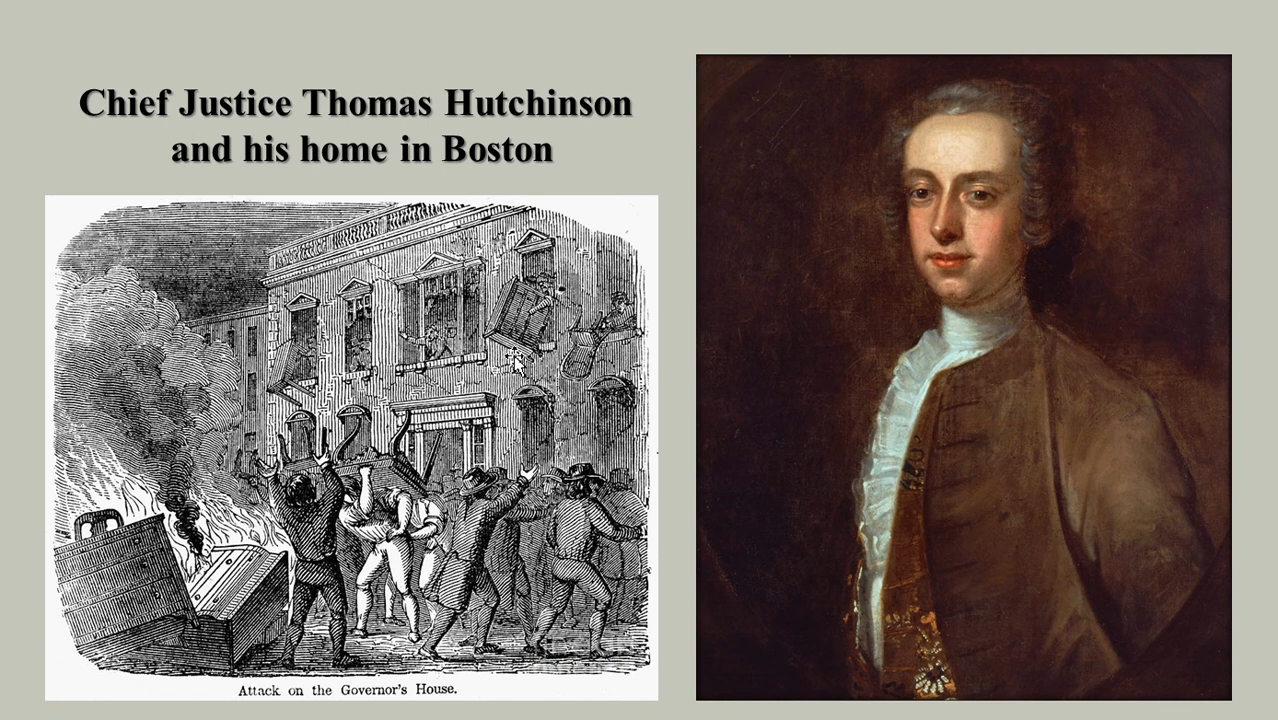 Chief Justice Thomas Hutchinson
and his home in Boston
Attack on the Governor's House.